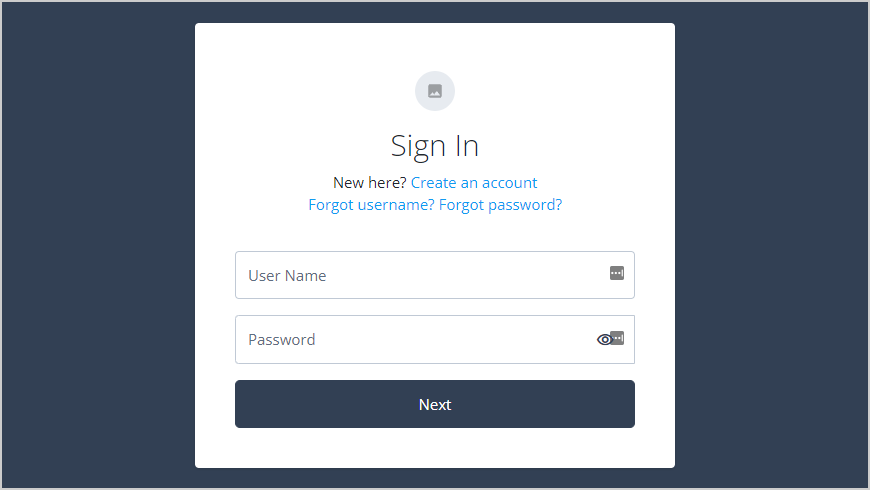 Sign In
New here? Create an account
Forgot username? Forgot password?
User Name
Password
Next